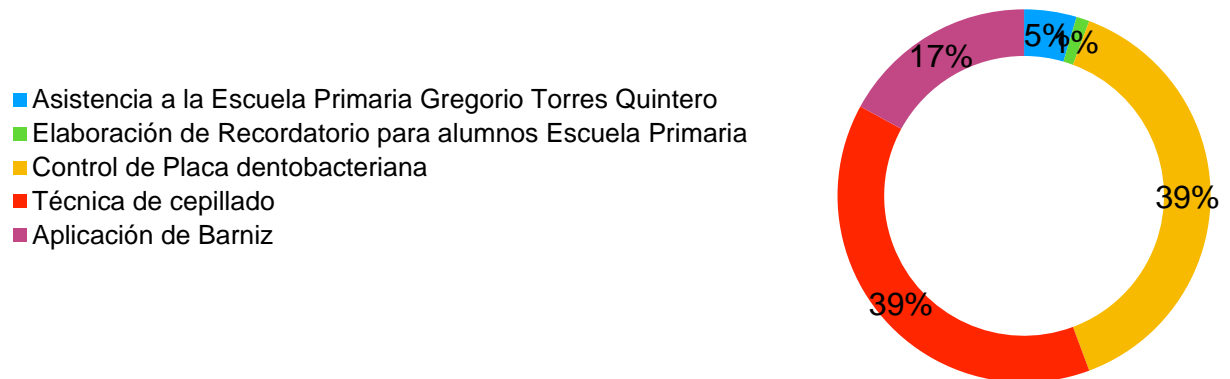 Asistencia a la Escuela Primaria Gregorio Torres Quintero
Elaboración de Recordatorio para alumnos Escuela Primaria
Control de Placa dentobacteriana
Técnica de cepillado
Aplicación de Barniz
5%
1%
17%
39%
39%